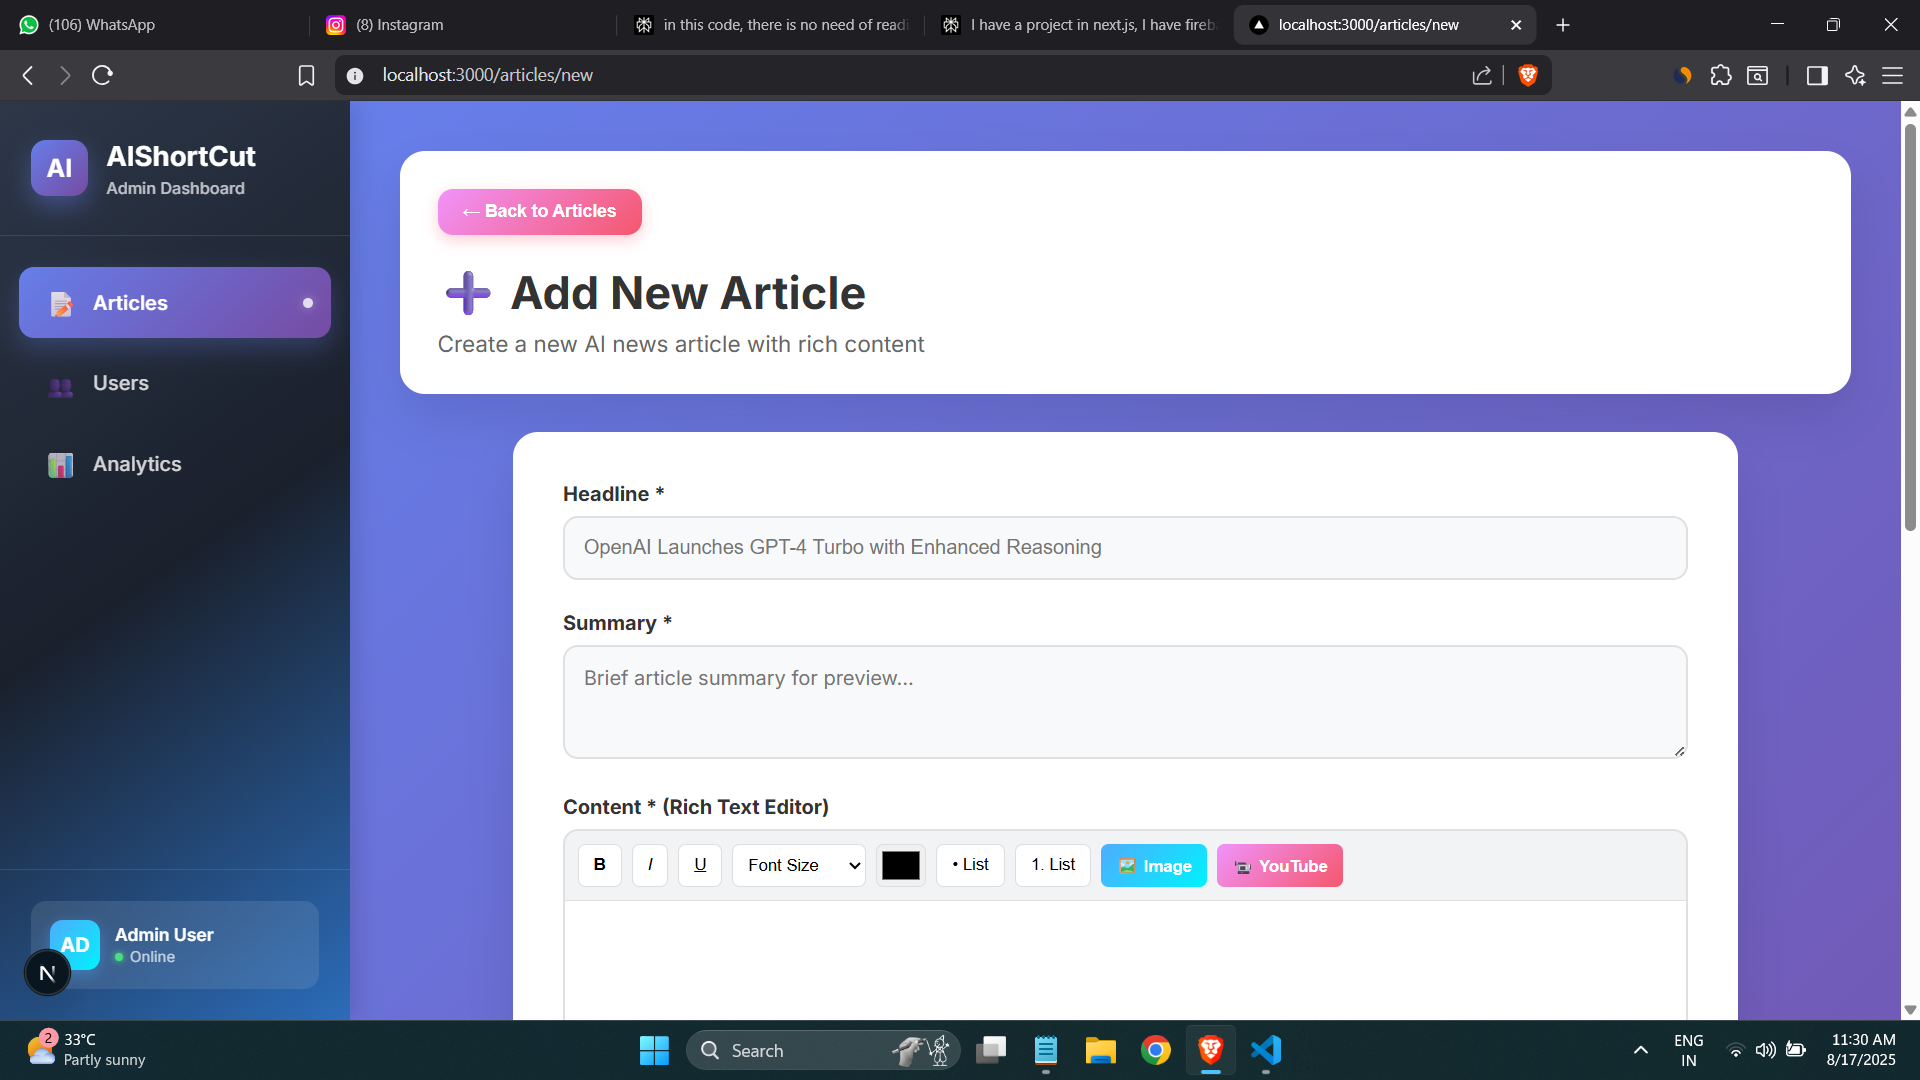 (106) WhatsApp
(8) Instagram
in this code, there is no need of readi
I have a project in next.js, I have fireb
localhost:3000/articles/new
localhost:3000/articles/new
AI
AIShortCut
Admin Dashboard
Articles
Users
Analytics
AD
Admin User
Online
N
← Back to Articles
Add New Article
Create a new AI news article with rich content
Headline *
OpenAI Launches GPT-4 Turbo with Enhanced Reasoning
Summary *
Brief article summary for preview...
Content * (Rich Text Editor)
B
I
U
Font Size
• List
1. List
Image
YouTube
2
33°C
Partly sunny
Search
ENG
IN
11:30 AM
8/17/2025